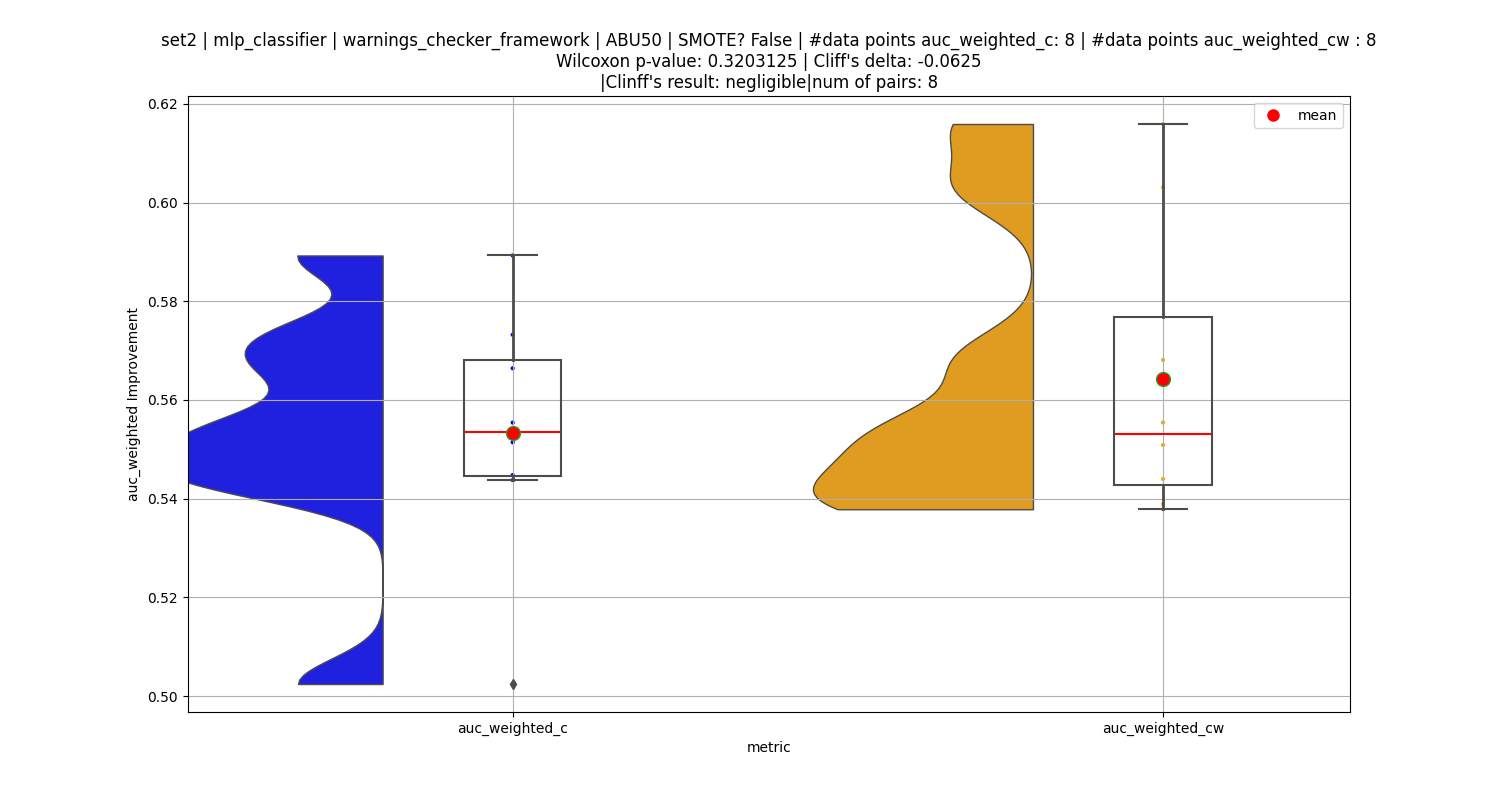 set2 | mlp_classifier | warnings_checker_framework | ABU50 | SMOTE? False | #data points auc_weighted_c: 8 | #data points auc_weighted_cw : 8
Wilcoxon p-value: 0.3203125 | Cliff's delta: -0.0625
|Clinff's result: negligible|num of pairs: 8
mean
0.62
0.60
0.58
0.56
0.54
0.52
0.50
auc_weighted Improvement
auc_weighted_c
auc_weighted_cw
metric